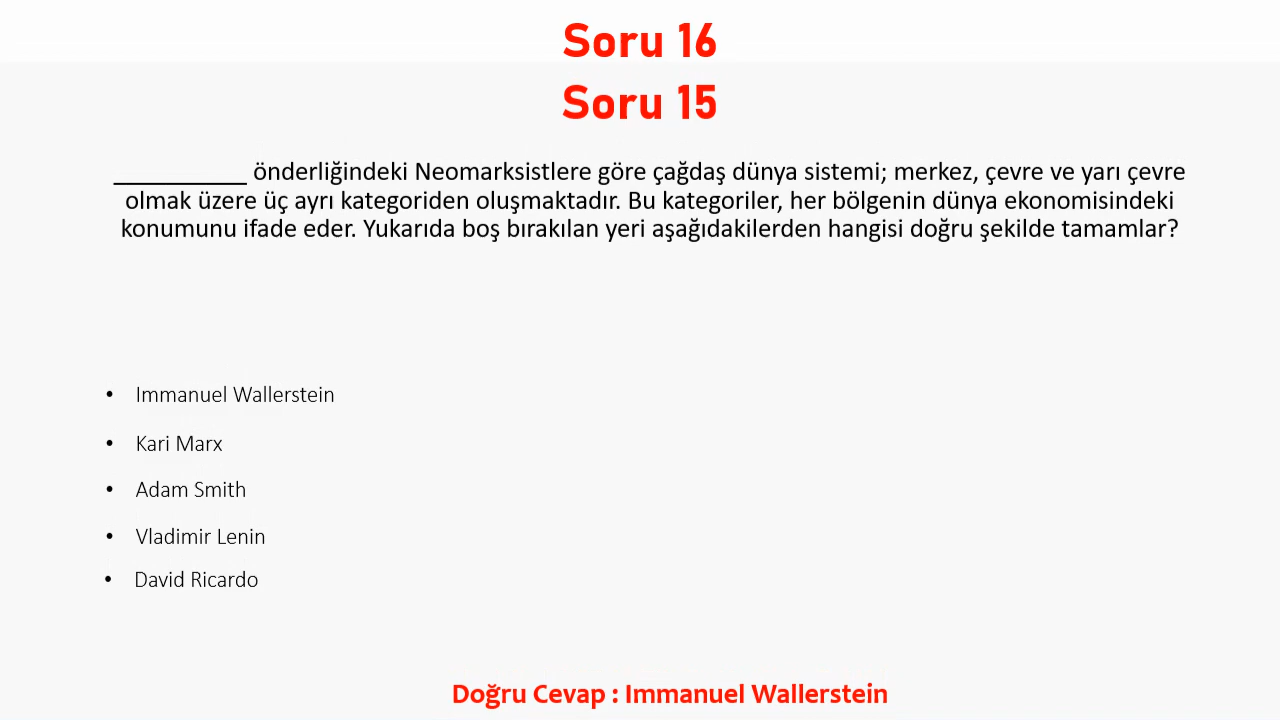 Soru 16
Soru 15
__________ önderliğindeki Neomarksistlere göre çağdaş dünya sistemi; merkez, çevre ve yarı çevre
olmak üzere üç ayrı kategoriden oluşmaktadır. Bu kategoriler, her bölgenin dünya ekonomisindeki
konumunu ifade eder. Yukarıda boş bırakılan yeri aşağıdakilerden hangisi doğru şekilde tamamlar?
• Immanuel Wallerstein
• Kari Marx
• Adam Smith
• Vladimir Lenin
• David Ricardo
Doğru Cevap : Immanuel Wallerstein